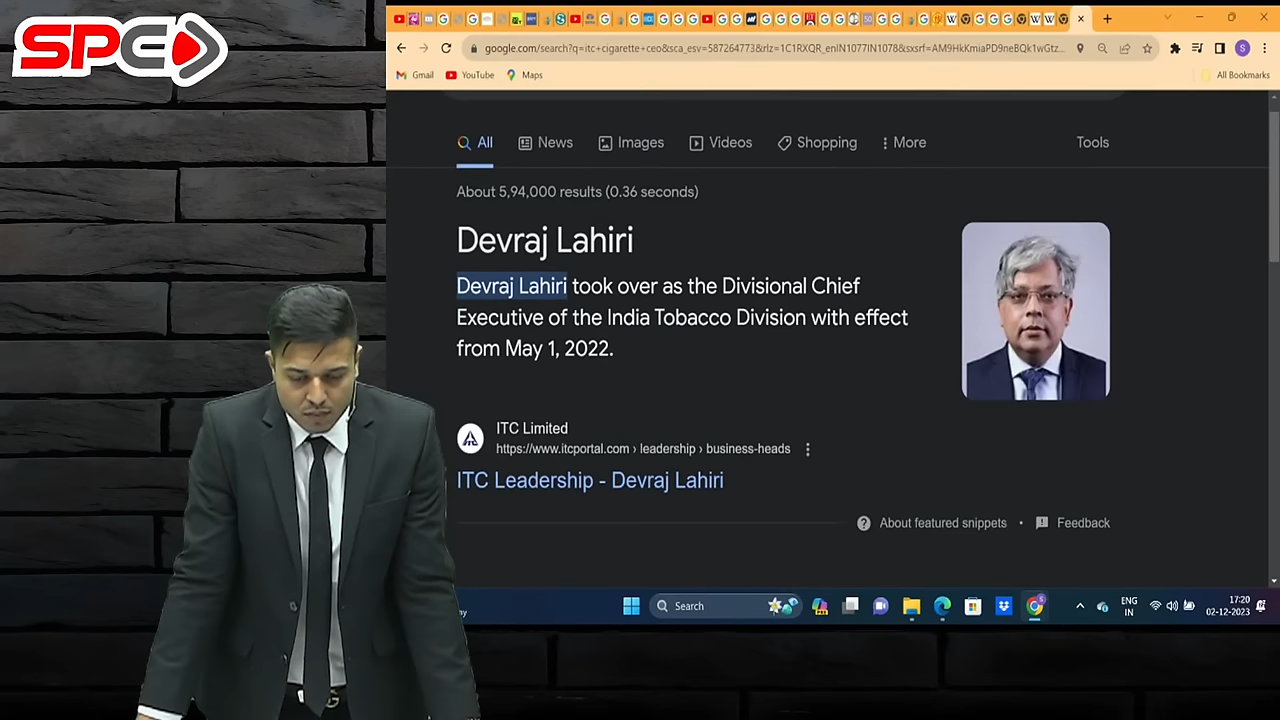 SPC
google.com/search?q=itc+cigarette+ceo&sca_esv=587264773&rlz=1C1RXQR_enIN1077IN1078&sxsrf=AM9HkKmiaPD9neBQk1wGtz...
S
Gmail YouTube Maps All Bookmarks
All News Images Videos Shopping More Tools
About 5,94,000 results (0.36 seconds)
Devraj Lahiri
Devraj Lahiri took over as the Divisional Chief
Executive of the India Tobacco Division with effect
from May 1, 2022.
ITC Limited
https://www.itcportal.com › leadership › business-heads
ITC Leadership - Devraj Lahiri
About featured snippets • Feedback
Search
ENG
IN
17:20
02-12-2023